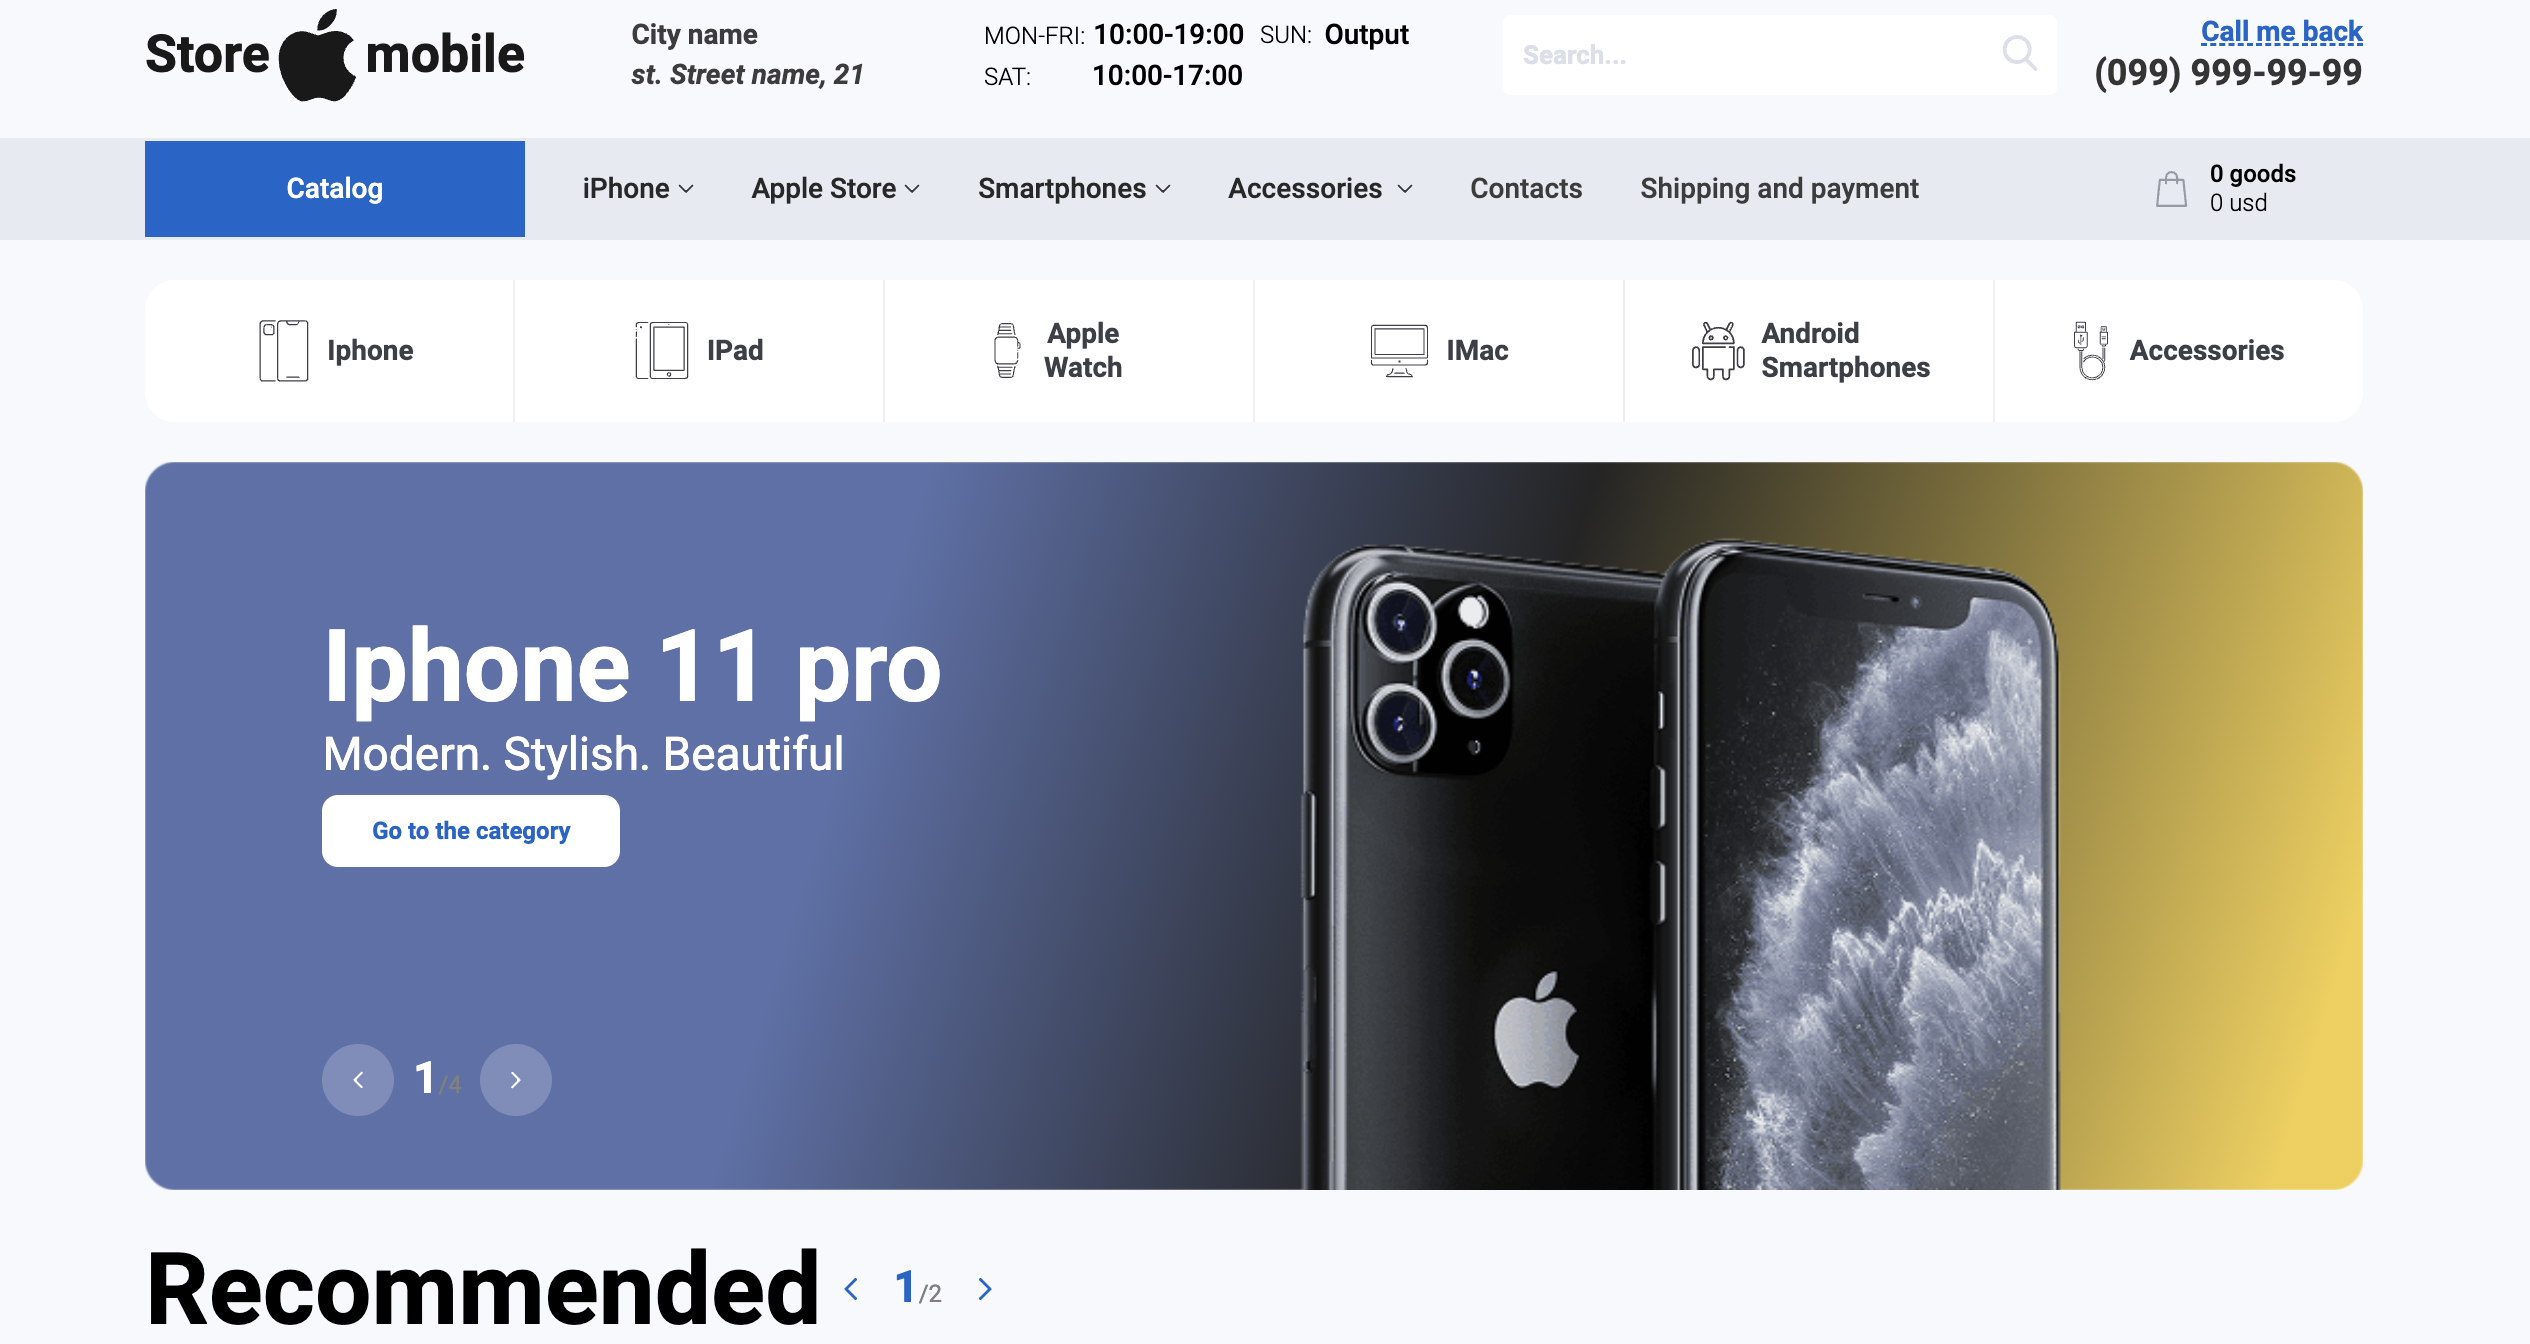 Store mobile
City name
st. Street name, 21
MON-FRI: 10:00-19:00 SUN: Output
SAT: 10:00-17:00
Search...
Call me back
(099) 999-99-99
Catalog
iPhone
Apple Store
Smartphones
Accessories
Contacts
Shipping and payment
0 goods
0 usd
Iphone
IPad
Apple
Watch
IMac
Android
Smartphones
Accessories
Iphone 11 pro
Modern. Stylish. Beautiful
Go to the category
1/4
Recommended
1/2